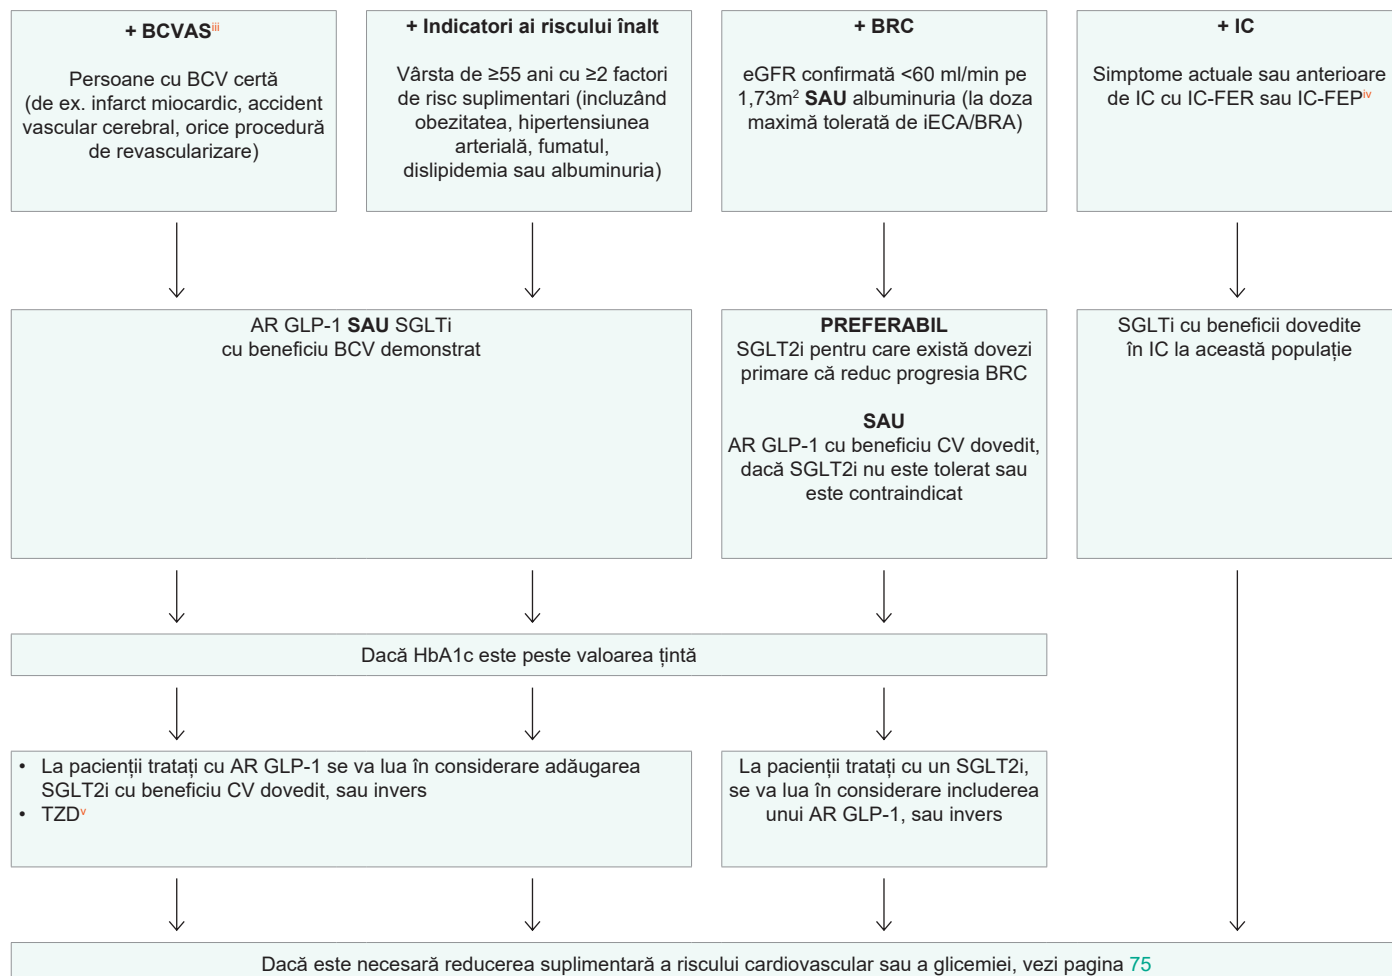 + BCVASiii
Persoane cu BCV certă
(de ex. infarct miocardic, accident
vascular cerebral, orice procedură
de revascularizare)
+ Indicatori ai riscului înalt
Vârsta de ≥55 ani cu ≥2 factori
de risc suplimentari (incluzând
obezitatea, hipertensiunea
arterială, fumatul,
dislipidemia sau albuminuria)
+ BRC
eGFR confirmată <60 ml/min pe
1,73m² SAU albuminuria (la doza
maximă tolerată de iECA/BRA)
+ IC
Simptome actuale sau anterioare
de IC cu IC-FER sau IC-FEPiv
AR GLP-1 SAU SGLTi
cu beneficiu BCV demonstrat
PREFERABIL
SGLT2i pentru care există dovezi
primare că reduc progresia BRC
SAU
AR GLP-1 cu beneficiu CV dovedit,
dacă SGLT2i nu este tolerat sau
este contraindicat
SGLTi cu beneficii dovedite
în IC la această populație
Dacă HbA1c este peste valoarea țintă
• La pacienții tratați cu AR GLP-1 se va lua în considerare adăugarea
SGLT2i cu beneficiu CV dovedit, sau invers
• TZDv
La pacienții tratați cu un SGLT2i,
se va lua în considerare includerea
unui AR GLP-1, sau invers
Dacă este necesară reducerea suplimentară a riscului cardiovascular sau a glicemiei, vezi pagina 75